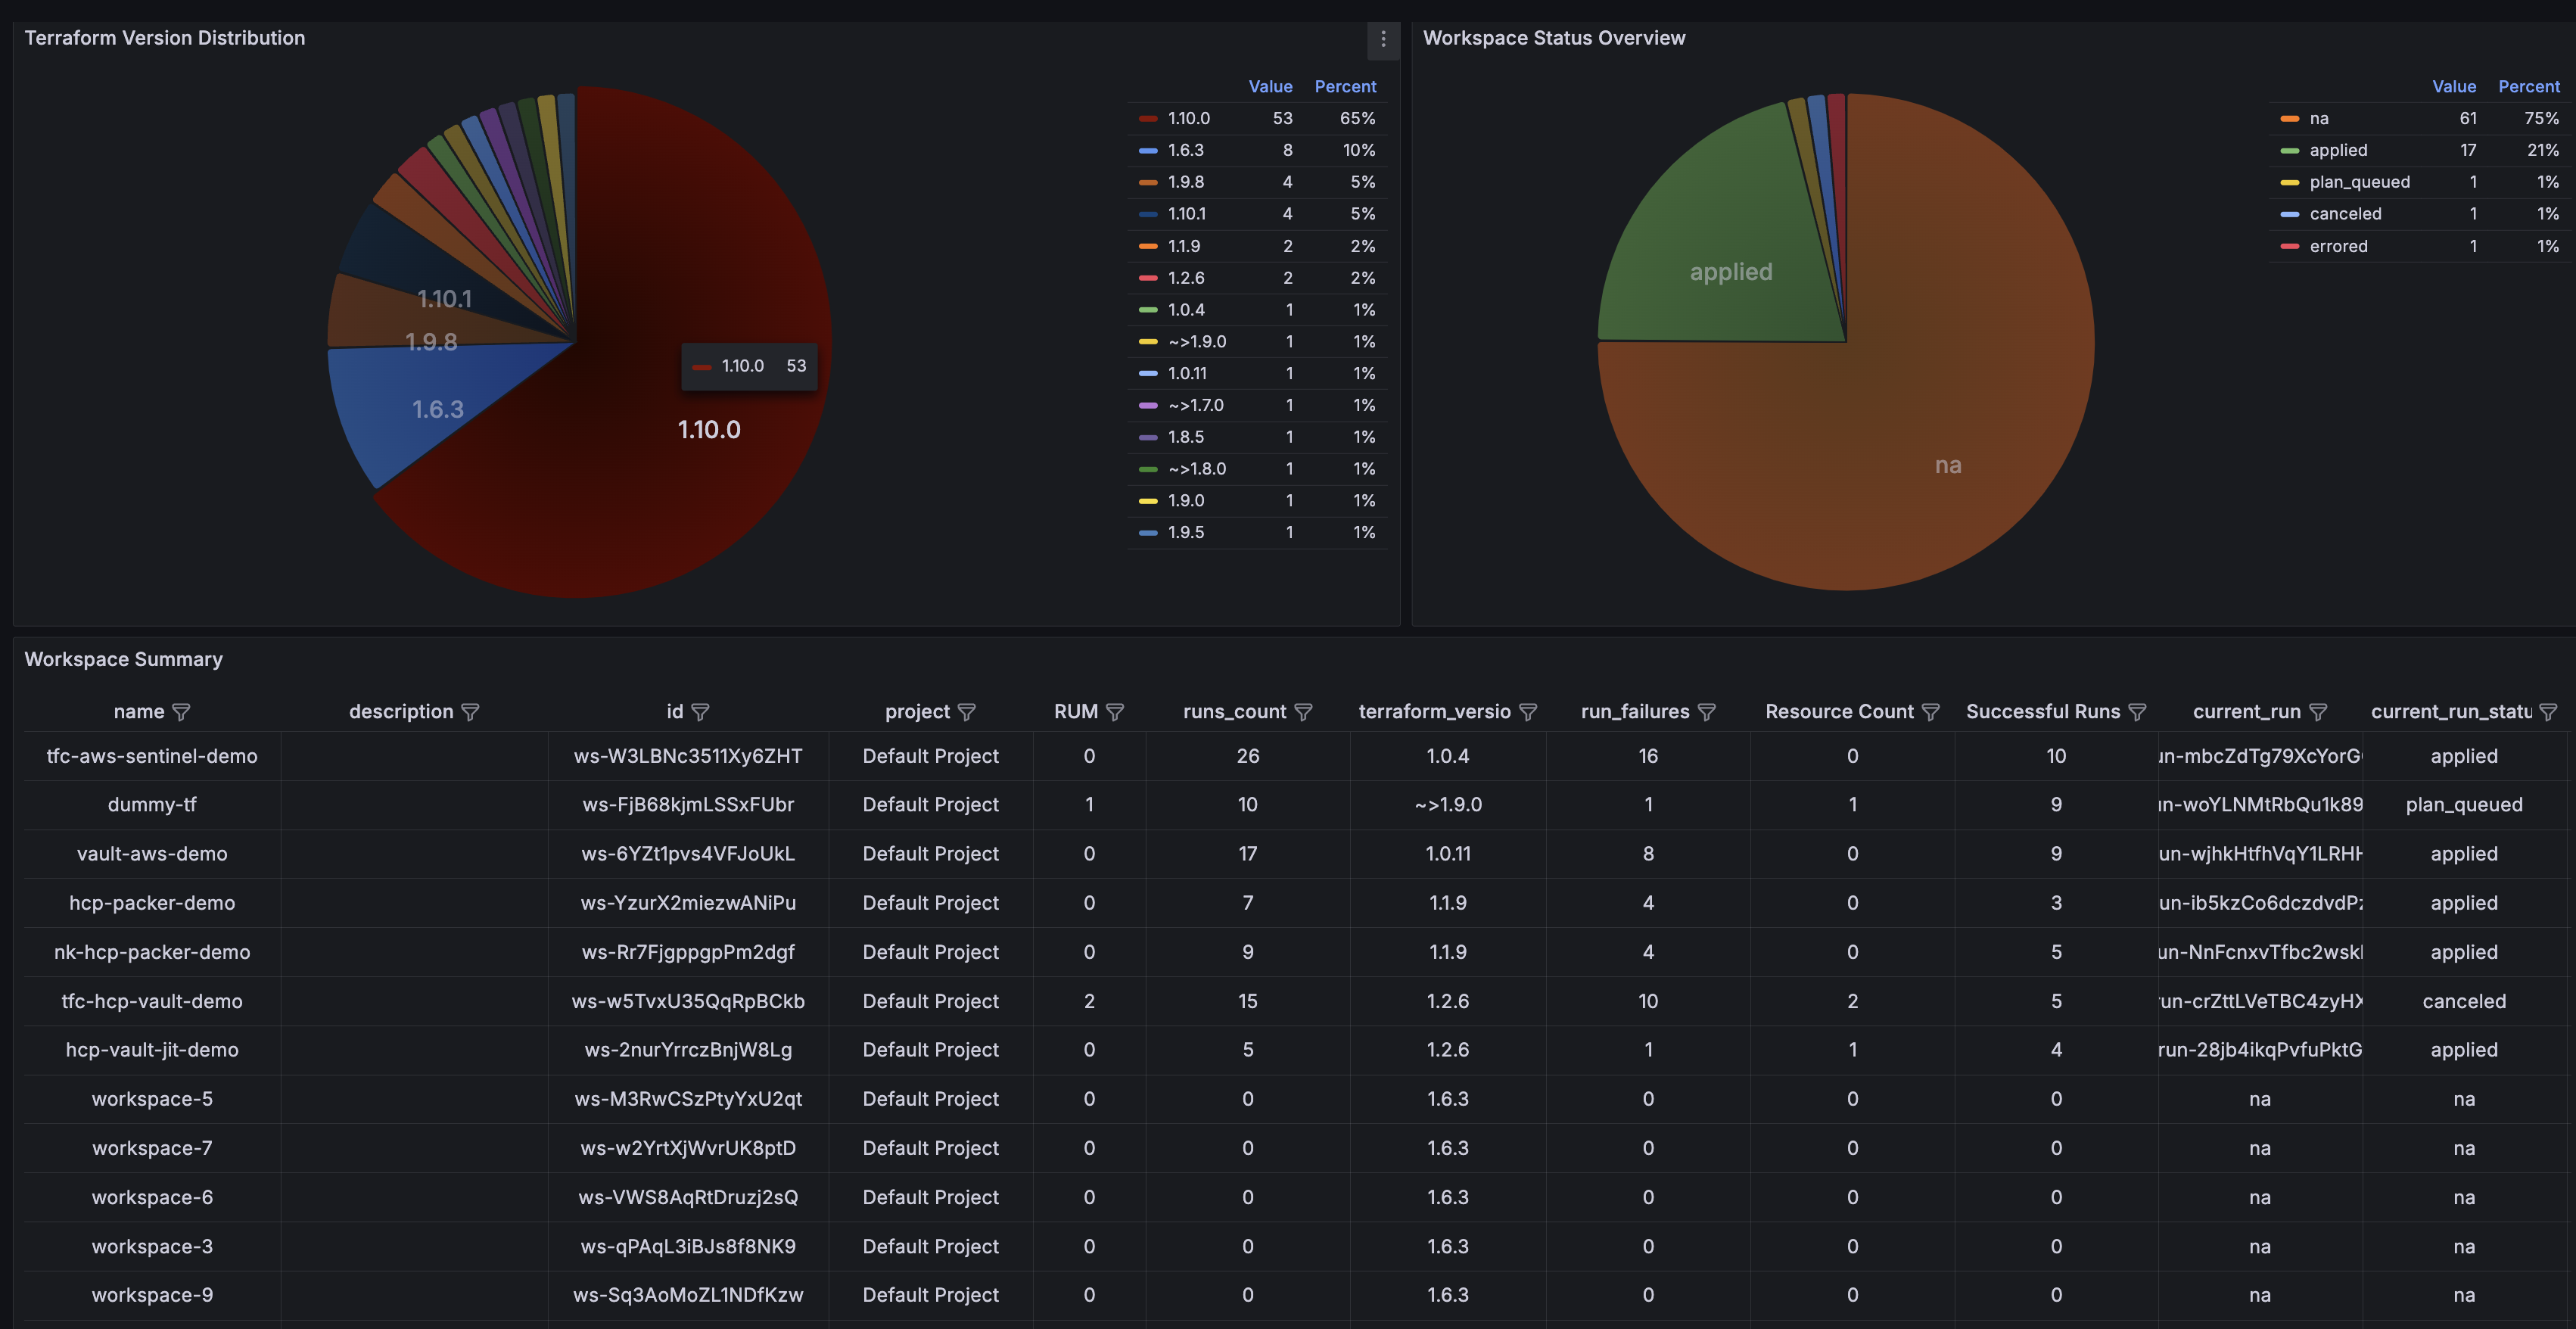 Terraform Version Distribution
Value Percent
1.10.0 53 65%
1.6.3 8 10%
1.9.8 4 5%
1.10.1 4 5%
1.1.9 2 2%
1.2.6 2 2%
1.0.4 1 1%
~>1.9.0 1 1%
1.0.11 1 1%
~>1.7.0 1 1%
1.8.5 1 1%
~>1.8.0 1 1%
1.9.0 1 1%
1.9.5 1 1%
1.10.1
1.9.8
1.6.3
1.10.0 53
1.10.0
Workspace Status Overview
Value Percent
na 61 75%
applied 17 21%
plan_queued 1 1%
canceled 1 1%
errored 1 1%
applied
na
Workspace Summary
name description id project RUM runs_count terraform_versio run_failures Resource Count Successful Runs current_run current_run_statu
tfc-aws-sentinel-demo ws-W3LBNc3511Xy6ZHT Default Project 0 26 1.0.4 16 0 10 un-mbcZdTg79XcYorG applied
dummy-tf ws-FjB68kjmLSSxFUbr Default Project 1 10 ~>1.9.0 1 1 9 un-woYLNMtRbQu1k89 plan_queued
vault-aws-demo ws-6YZt1pvs4VFJoUkL Default Project 0 17 1.0.11 8 0 9 un-wjhkHtfhVqY1LRH applied
hcp-packer-demo ws-YzurX2miezwANiPu Default Project 0 7 1.1.9 4 0 3 un-ib5kzCo6dczdvdP applied
nk-hcp-packer-demo ws-Rr7FjgppgpPm2dgf Default Project 0 9 1.1.9 4 0 5 un-NnFcnxvTfbc2wsk applied
tfc-hcp-vault-demo ws-w5TvxU35QqRpBCkb Default Project 2 15 1.2.6 10 2 5 run-crZttLVeTBC4zyHX canceled
hcp-vault-jit-demo ws-2nurYrrczBnjW8Lg Default Project 0 5 1.2.6 1 1 4 run-28jb4ikqPvfuPktG applied
workspace-5 ws-M3RwCSzPtyYxU2qt Default Project 0 0 1.6.3 0 0 0 na na
workspace-7 ws-w2YrtXjWvrUK8ptD Default Project 0 0 1.6.3 0 0 0 na na
workspace-6 ws-VWS8AqRtDruzj2sQ Default Project 0 0 1.6.3 0 0 0 na na
workspace-3 ws-qPAqL3iBJs8f8NK9 Default Project 0 0 1.6.3 0 0 0 na na
workspace-9 ws-Sq3AoMoZL1NDfKzw Default Project 0 0 1.6.3 0 0 0 na na